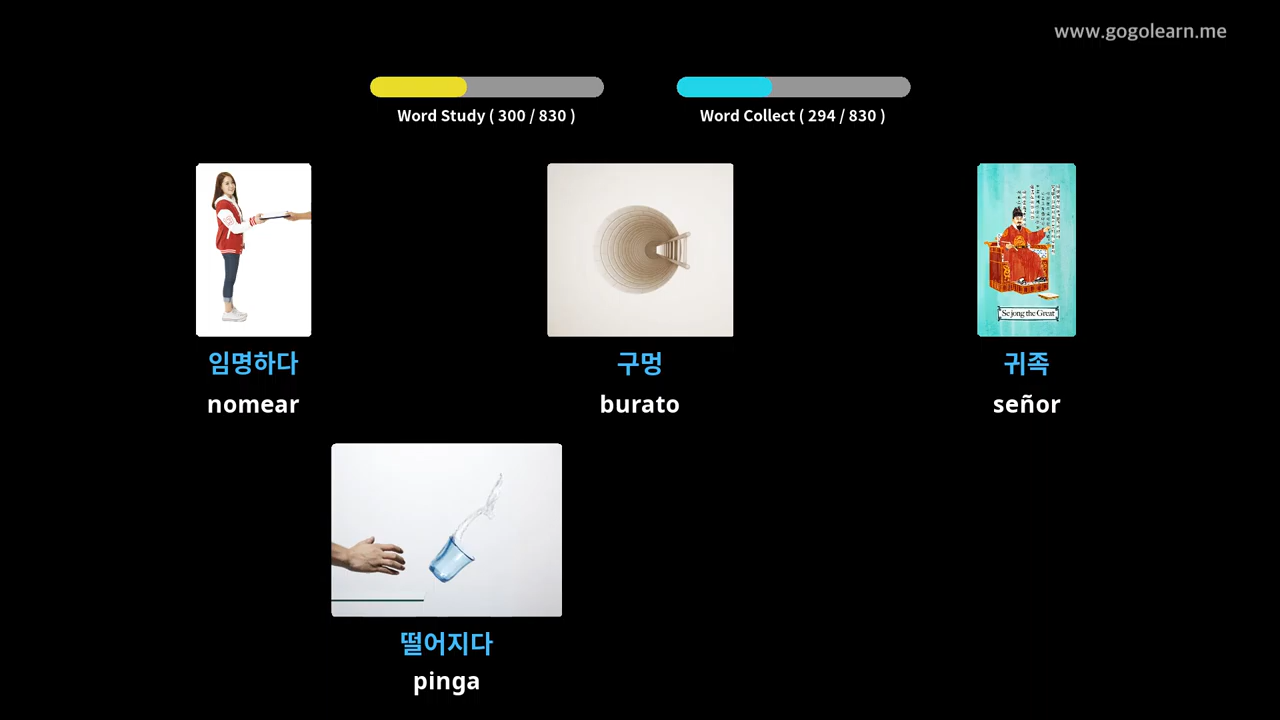 www.gogolearn.me
Word Study ( 300 / 830 )
Word Collect ( 294 / 830 )
Sejong the Great
임명하다
nomear
구멍
burato
귀족
señor
떨어지다
pinga